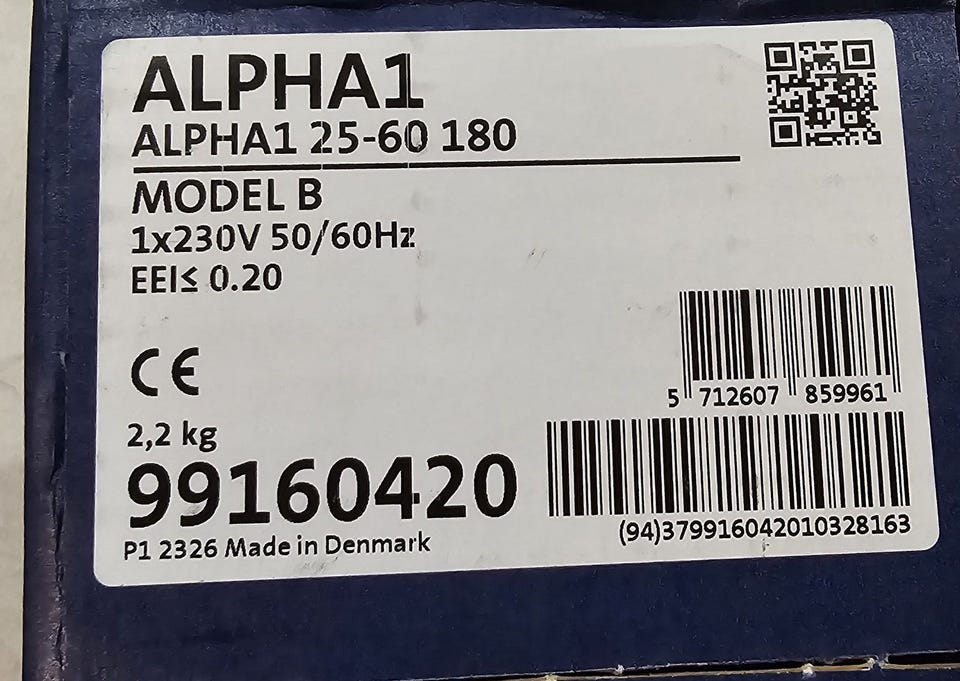 ALPHA1
ALPHA1 25-60 180
MODEL B
1x230V 50/60Hz
EEI≤ 0.20
CE
5 712607 859961
2,2 kg
99160420
(94)379916042010328163
P1 2326 Made in Denmark